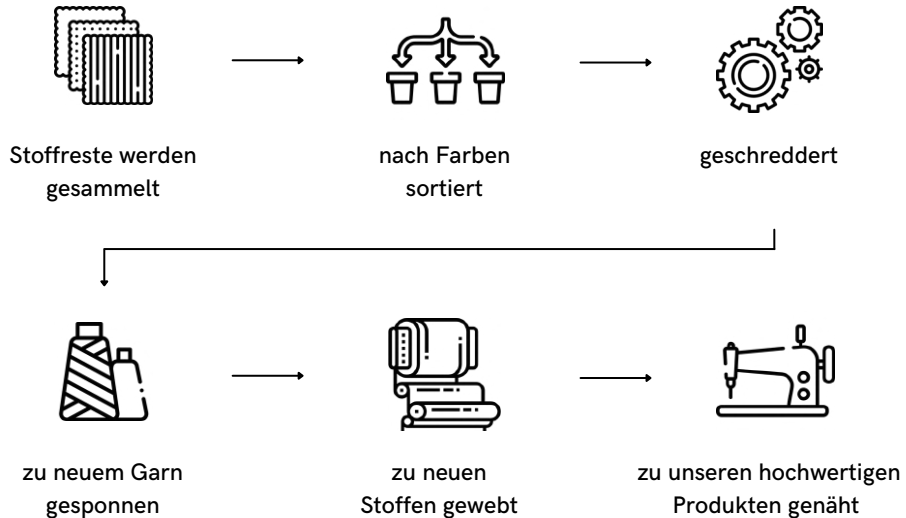 Stoffreste werden
gesammelt
nach Farben
sortiert
geschreddert
zu neuem Garn
gesponnen
zu neuen
Stoffen gewebt
zu unseren hochwertigen
Produkten genäht